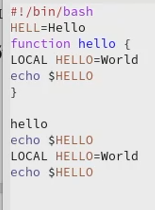 #!/bin/bash
HELL=Hello
function hello {
LOCAL HELLO=World
echo $HELLO
}
hello
echo $HELLO
LOCAL HELLO=World
echo $HELLO